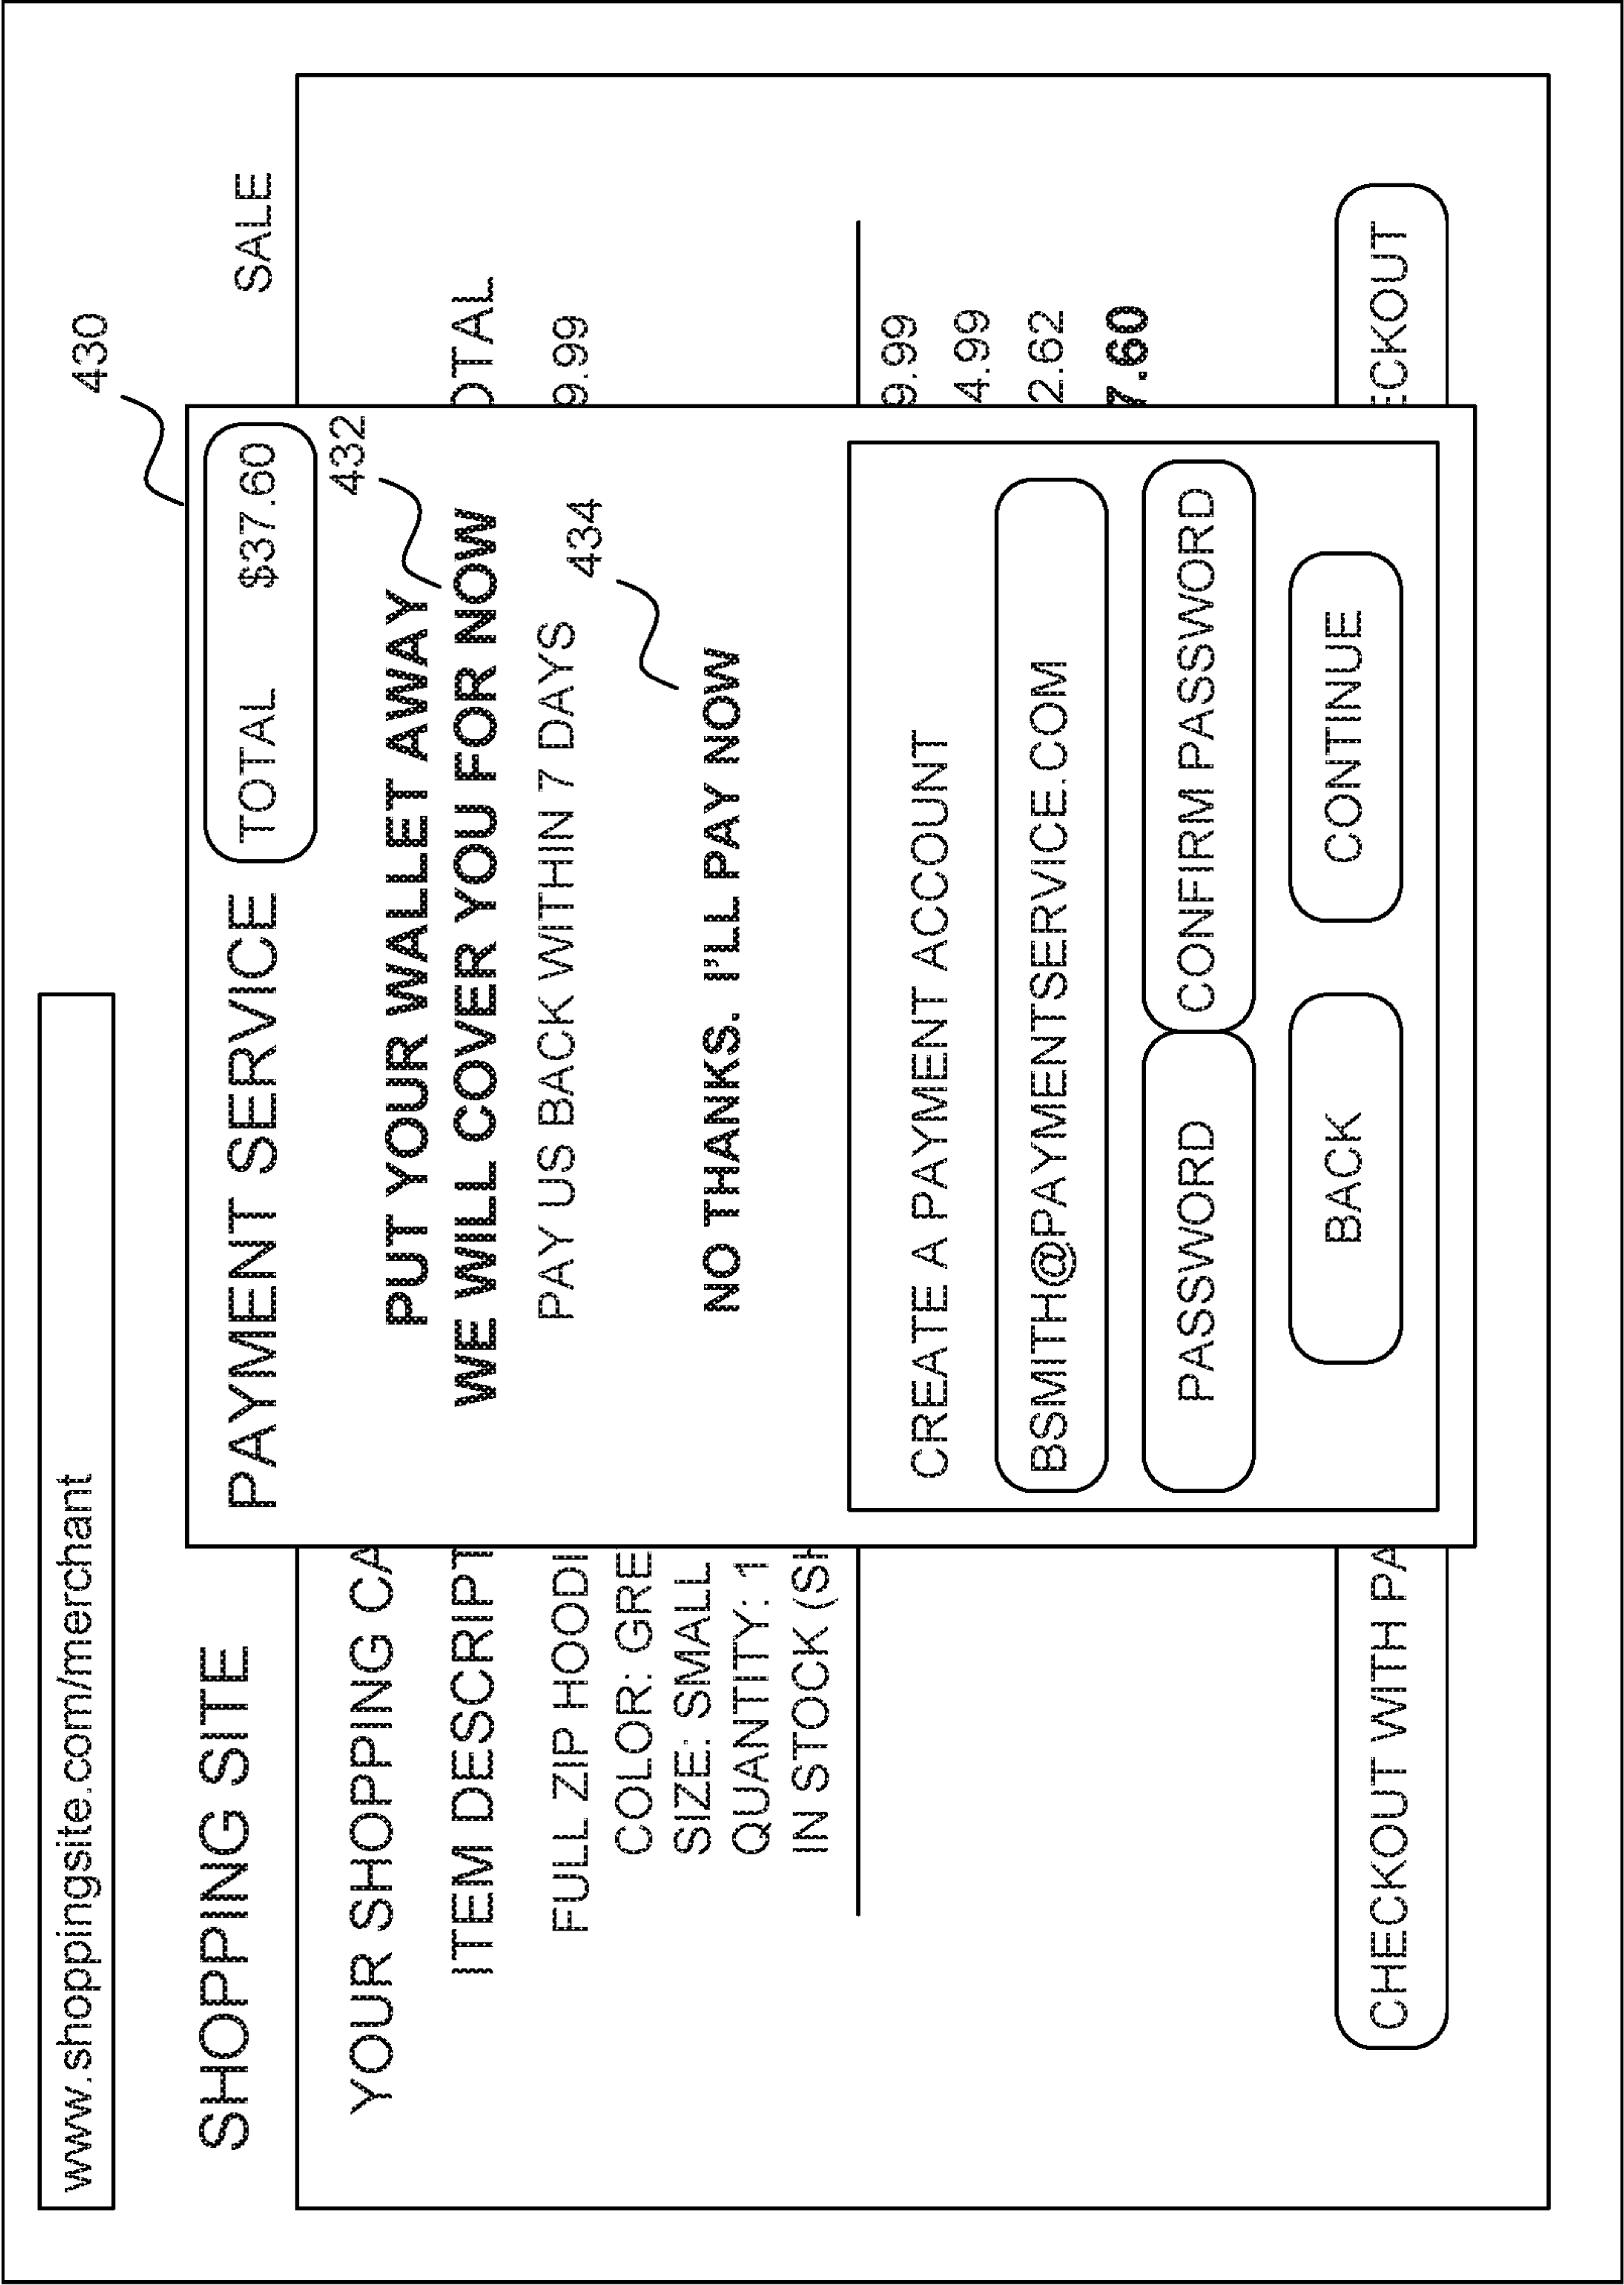 www.shoppingsite.com/merchant
430
SHOPPING SITE
SALE
PAYMENT SERVICE
TOTAL $37.60
432
PUT YOUR WALLET AWAY
WE WILL COVER YOU FOR NOW
PAY US BACK WITHIN 7 DAYS
434
NO THANKS. I'LL PAY NOW
CREATE A PAYMENT ACCOUNT
BSMITH@PAYMENTSERVICE.COM
PASSWORD CONFIRM PASSWORD
BACK CONTINUE
YOUR SHOPPING CA
ITEM DESCRIPT
OTAL
FULL ZIP HOODI
9.99
COLOR: GRE
SIZE: SMALL
QUANTITY: 1
IN STOCK (SH
9.99
4.99
2.62
7.60
CHECKOUT WITH PA
ECKOUT